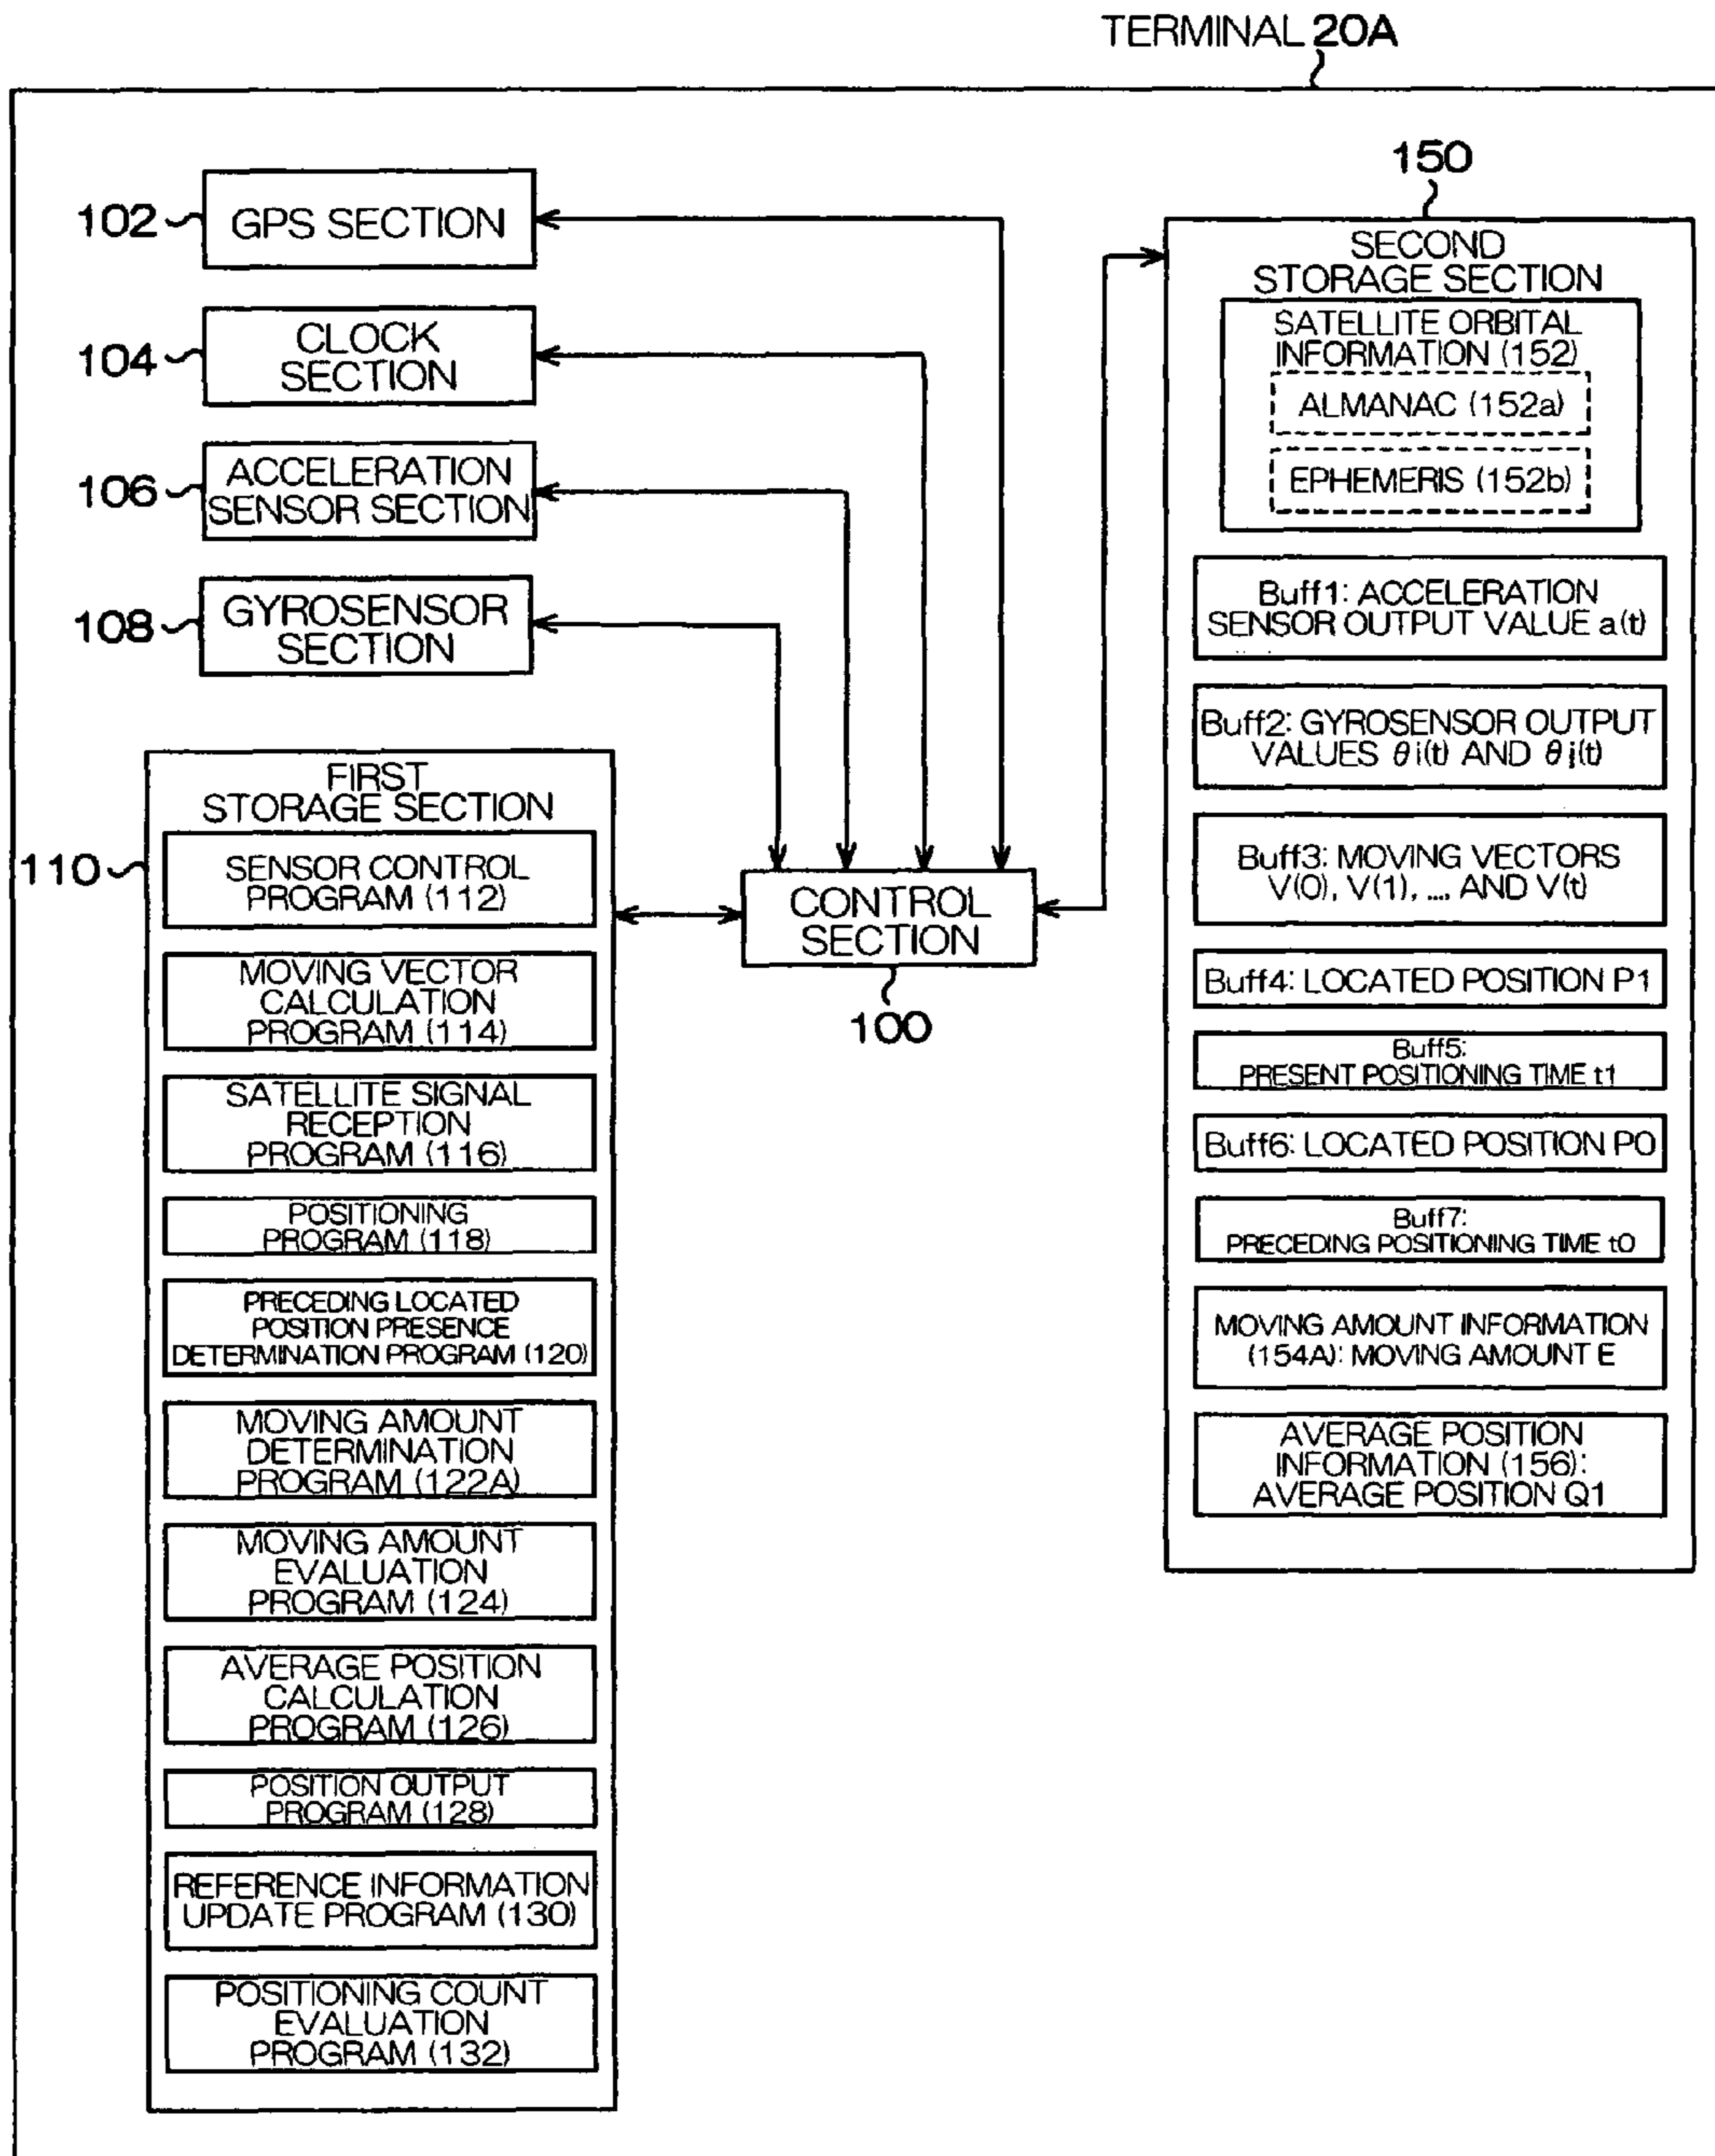 TERMINAL 20A
102
GPS SECTION
104
CLOCK
SECTION
106
ACCELERATION
SENSOR SECTION
108
GYROSENSOR
SECTION
110
FIRST
STORAGE SECTION
SENSOR CONTROL
PROGRAM (112)
MOVING VECTOR
CALCULATION
PROGRAM (114)
SATELLITE SIGNAL
RECEPTION
PROGRAM (116)
POSITIONING
PROGRAM (118)
PRECEDING LOCATED
POSITION PRESENCE
DETERMINATION PROGRAM (120)
MOVING AMOUNT
DETERMINATION
PROGRAM (122A)
MOVING AMOUNT
EVALUATION
PROGRAM (124)
AVERAGE POSITION
CALCULATION
PROGRAM (126)
POSITION OUTPUT
PROGRAM (128)
REFERENCE INFORMATION
UPDATE PROGRAM (130)
POSITIONING COUNT
EVALUATION
PROGRAM (132)
CONTROL
SECTION
100
150
SECOND
STORAGE SECTION
SATELLITE ORBITAL
INFORMATION (152)
ALMANAC (152a)
EPHEMERIS (152b)
Buff1: ACCELERATION
SENSOR OUTPUT VALUE a(t)
Buff2: GYROSENSOR OUTPUT
VALUES θi(t) AND θj(t)
Buff3: MOVING VECTORS
V(0), V(1), ..., AND V(t)
Buff4: LOCATED POSITION P1
Buff5:
PRESENT POSITIONING TIME t1
Buff6: LOCATED POSITION P0
Buff7:
PRECEDING POSITIONING TIME t0
MOVING AMOUNT INFORMATION
(154A): MOVING AMOUNT E
AVERAGE POSITION
INFORMATION (156):
AVERAGE POSITION Q1